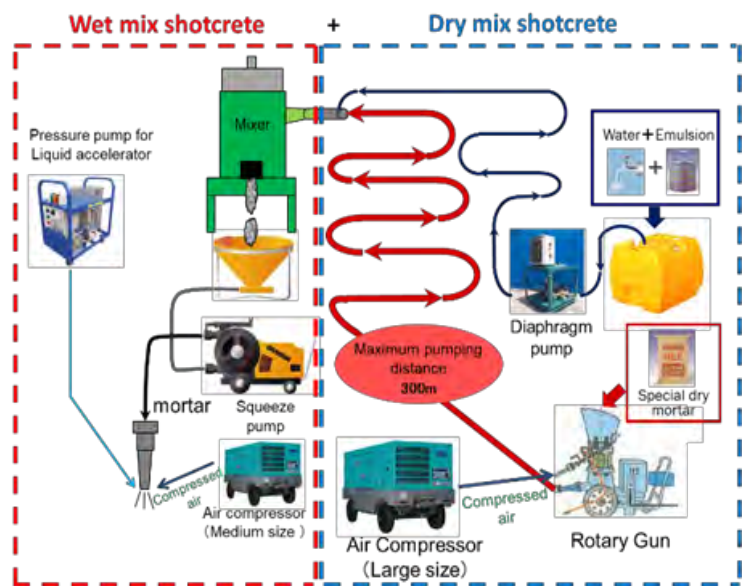 Wet mix shotcrete
+
Dry mix shotcrete
Pressure pump for
Liquid accelerator
Mixer
Water + Emulsion
+
Diaphragm
pump
Maximum pumping
distance
300m
Special dry
mortar
mortar
Squeeze
pump
Compressed
air
Air compressor
(Medium size )
Compressed
air
Air Compressor
(Large size)
Rotary Gun